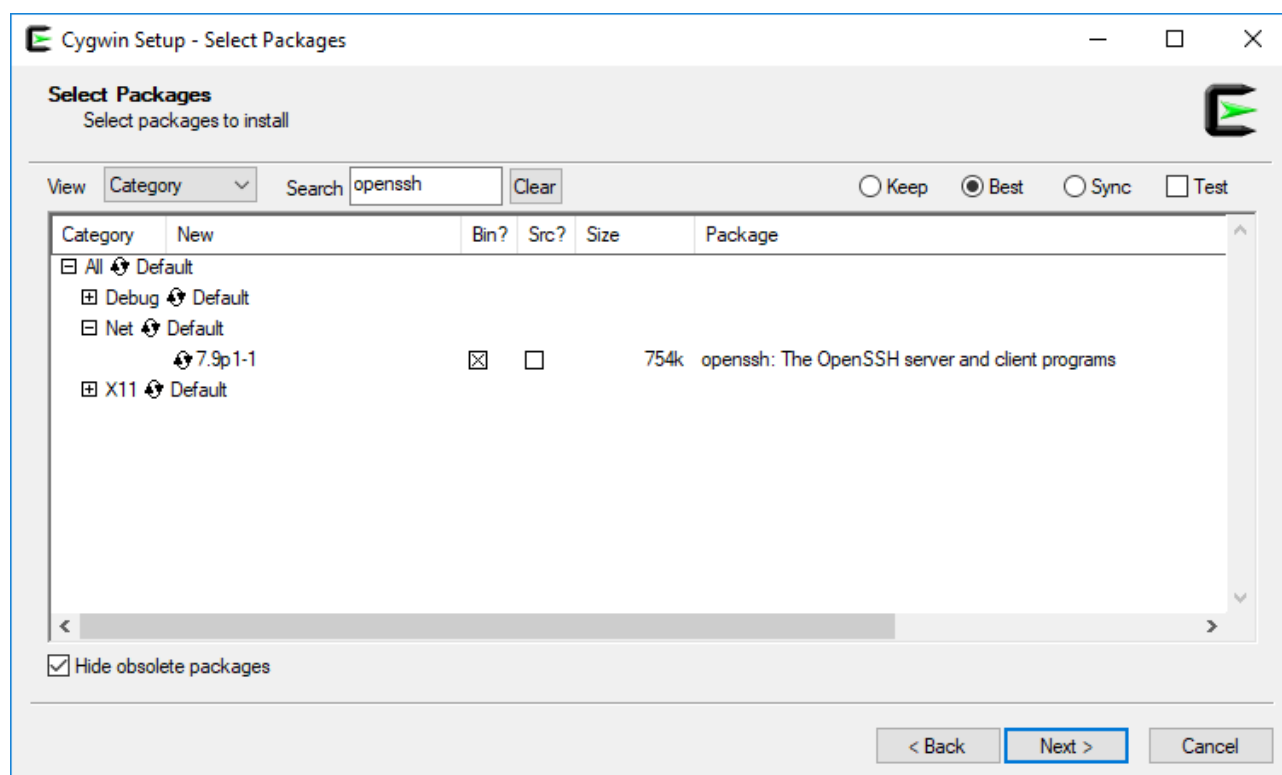 Cygwin Setup - Select Packages
Select Packages
Select packages to install
View Category Search openssh Clear Keep Best Sync Test
Category New Bin? Src? Size Package
All Default
Debug Default
Net Default
7.9p1-1 754k openssh: The OpenSSH server and client programs
X11 Default
Hide obsolete packages
< Back Next > Cancel